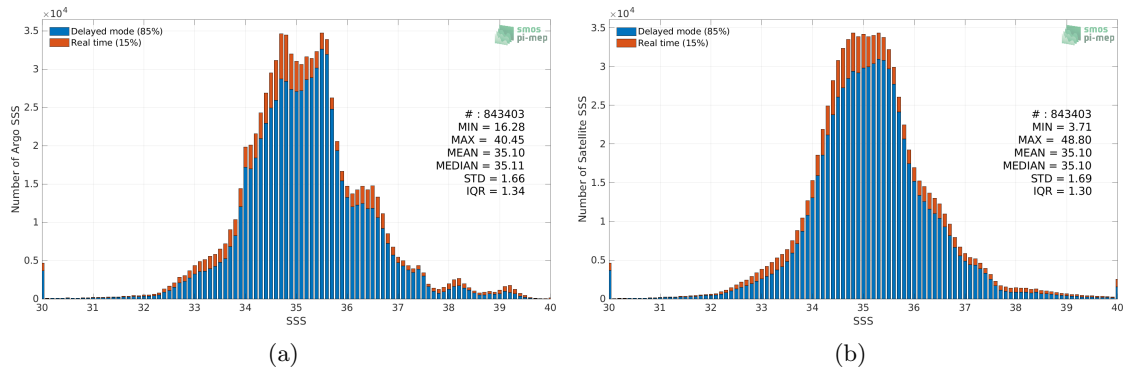 ×10⁴
Delayed mode (85%)
Real time (15%)
smos
pi-mep
3.5
3
2.5
2
1.5
1
0.5
0
Number of Argo SSS
# : 843403
MIN = 16.28
MAX = 40.45
MEAN = 35.10
MEDIAN = 35.11
STD = 1.66
IQR = 1.34
30 31 32 33 34 35 36 37 38 39 40
SSS
(a)
×10⁴
Delayed mode (85%)
Real time (15%)
smos
pi-mep
3.5
3
2.5
2
1.5
1
0.5
0
Number of Satellite SSS
# : 843403
MIN = 3.71
MAX = 48.80
MEAN = 35.10
MEDIAN = 35.10
STD = 1.69
IQR = 1.30
30 31 32 33 34 35 36 37 38 39 40
SSS
(b)